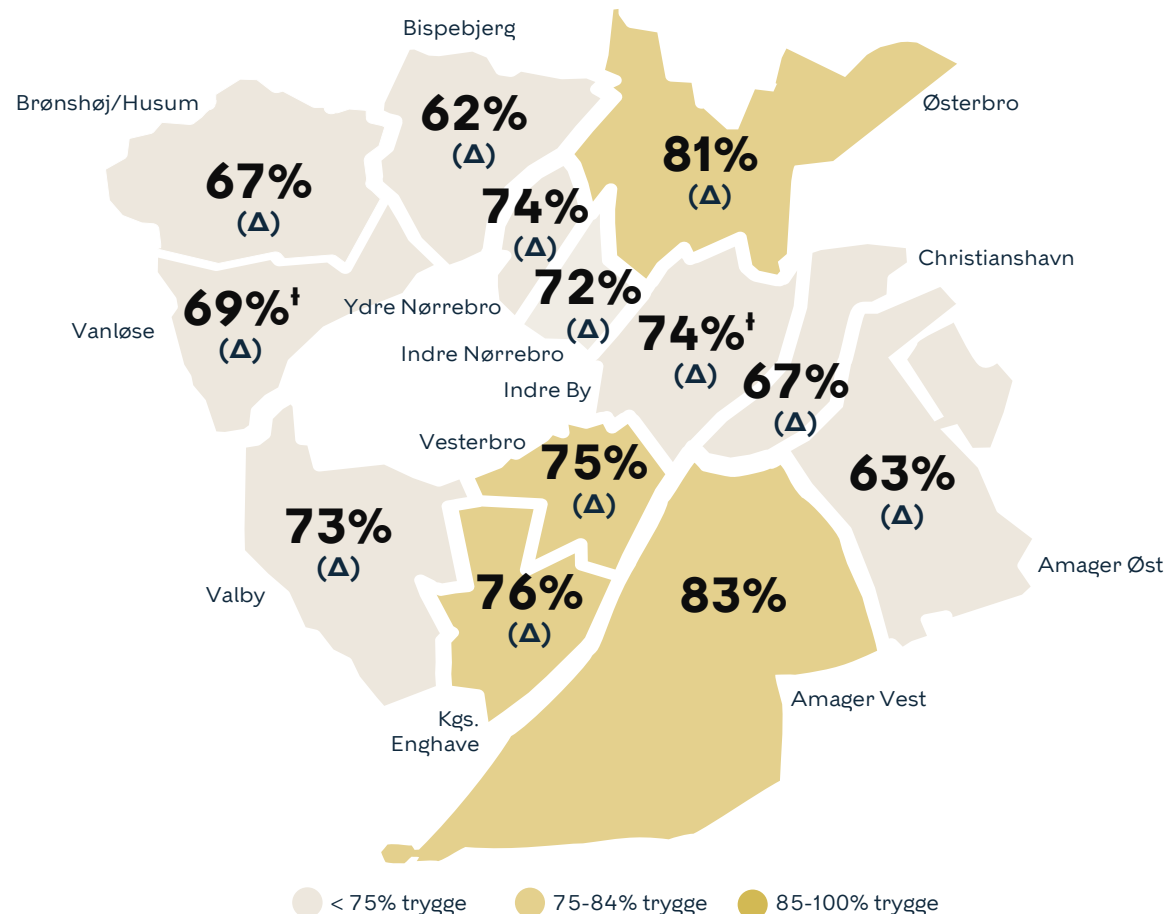 Bispebjerg
Brønshøj/Husum
62%
(Δ)
Østerbro
67%
(Δ)
81%
(Δ)
74%
(Δ)
Christianshavn
72%
(Δ)
Ydre Nørrebro
69%ƚ
(Δ)
Vanløse
74%ƚ
(Δ)
Indre Nørrebro
Indre By
67%
(Δ)
Vesterbro
75%
(Δ)
63%
(Δ)
73%
(Δ)
Valby
Amager Øst
76%
(Δ)
83%
Amager Vest
Kgs.
Enghave
< 75% trygge
75-84% trygge
85-100% trygge